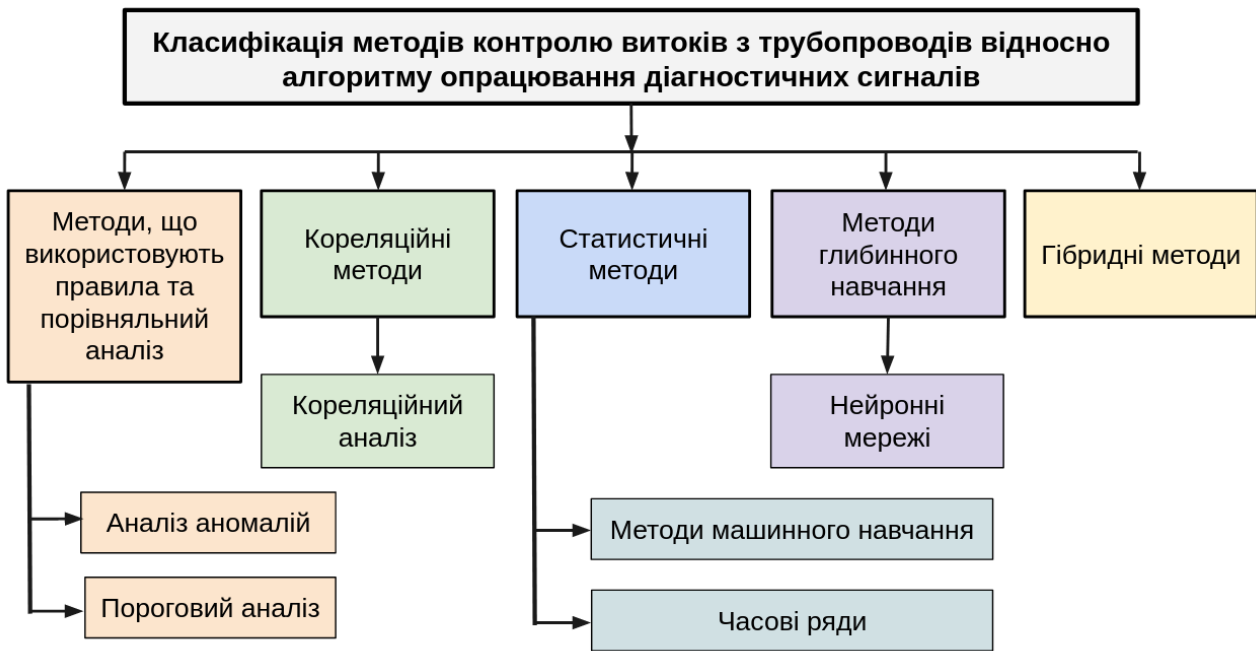 Класифікація методів контролю витоків з трубопроводів відносно
алгоритму опрацювання діагностичних сигналів
Методи, що
використовують
правила та
порівняльний
аналіз
Кореляційні
методи
Статистичні
методи
Методи
глибинного
навчання
Гібридні методи
Кореляційний
аналіз
Нейронні
мережі
Аналіз аномалій
Методи машинного навчання
Пороговий аналіз
Часові ряди